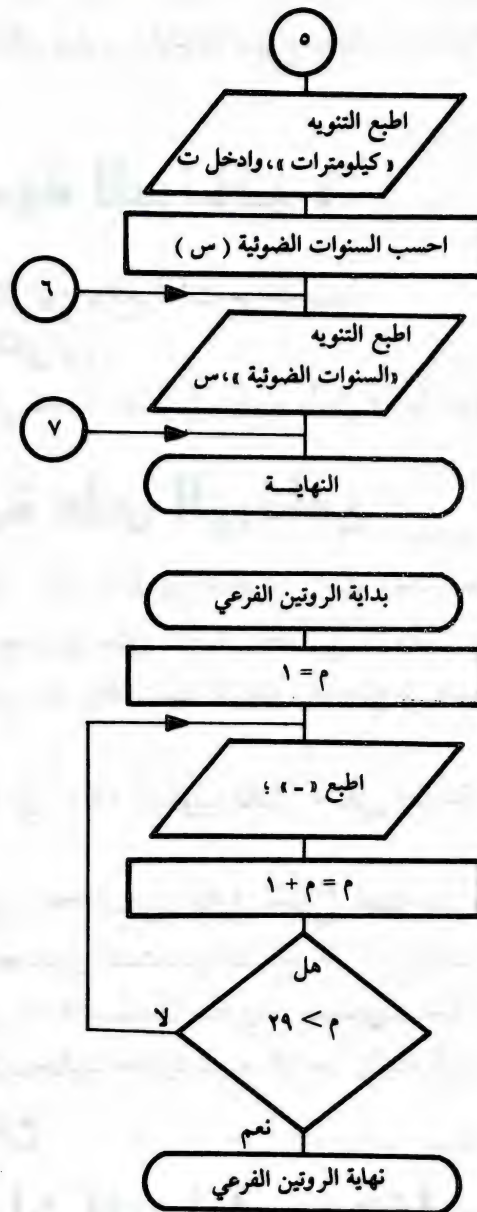 ٥
اطبع التنويه
«كيلومترات»، وادخل ت
احسب السنوات الضوئية (س)
٦
اطبع التنويه
«السنوات الضوئية»، س
٧
النهايـــة
بداية الروتين الفرعي
م = ١
اطبع «ـ» ؛
م = م + ١
هل
م > ٢٩
لا
نعم
نهاية الروتين الفرعي